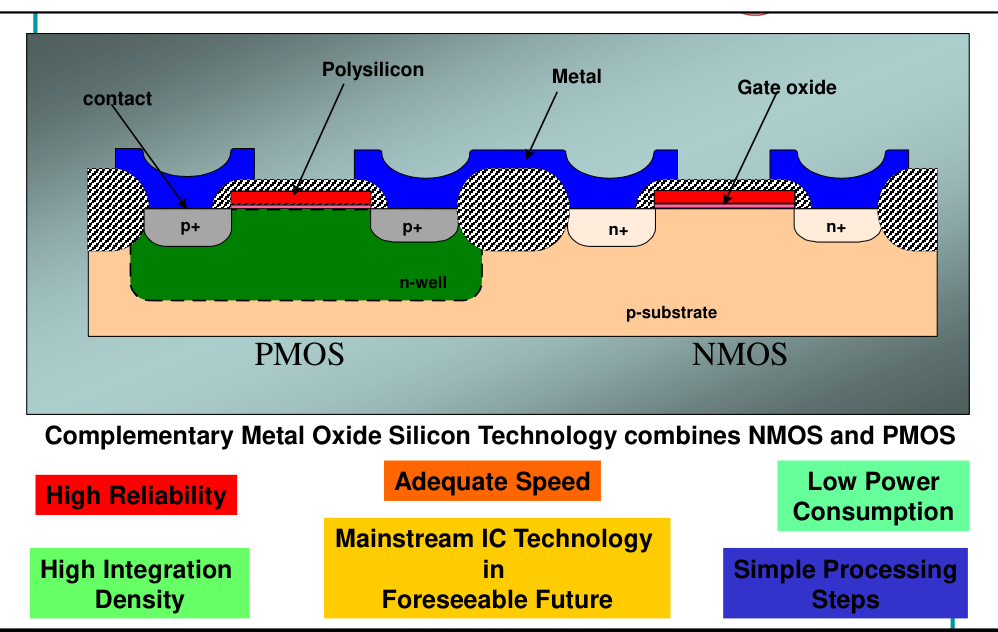 Polysilicon
Metal
Gate oxide
contact
p+
p+
n+
n+
n-well
p-substrate
PMOS
NMOS
Complementary Metal Oxide Silicon Technology combines NMOS and PMOS
High Reliability
Adequate Speed
Low Power
Consumption
High Integration
Density
Mainstream IC Technology
in
Foreseeable Future
Simple Processing
Steps